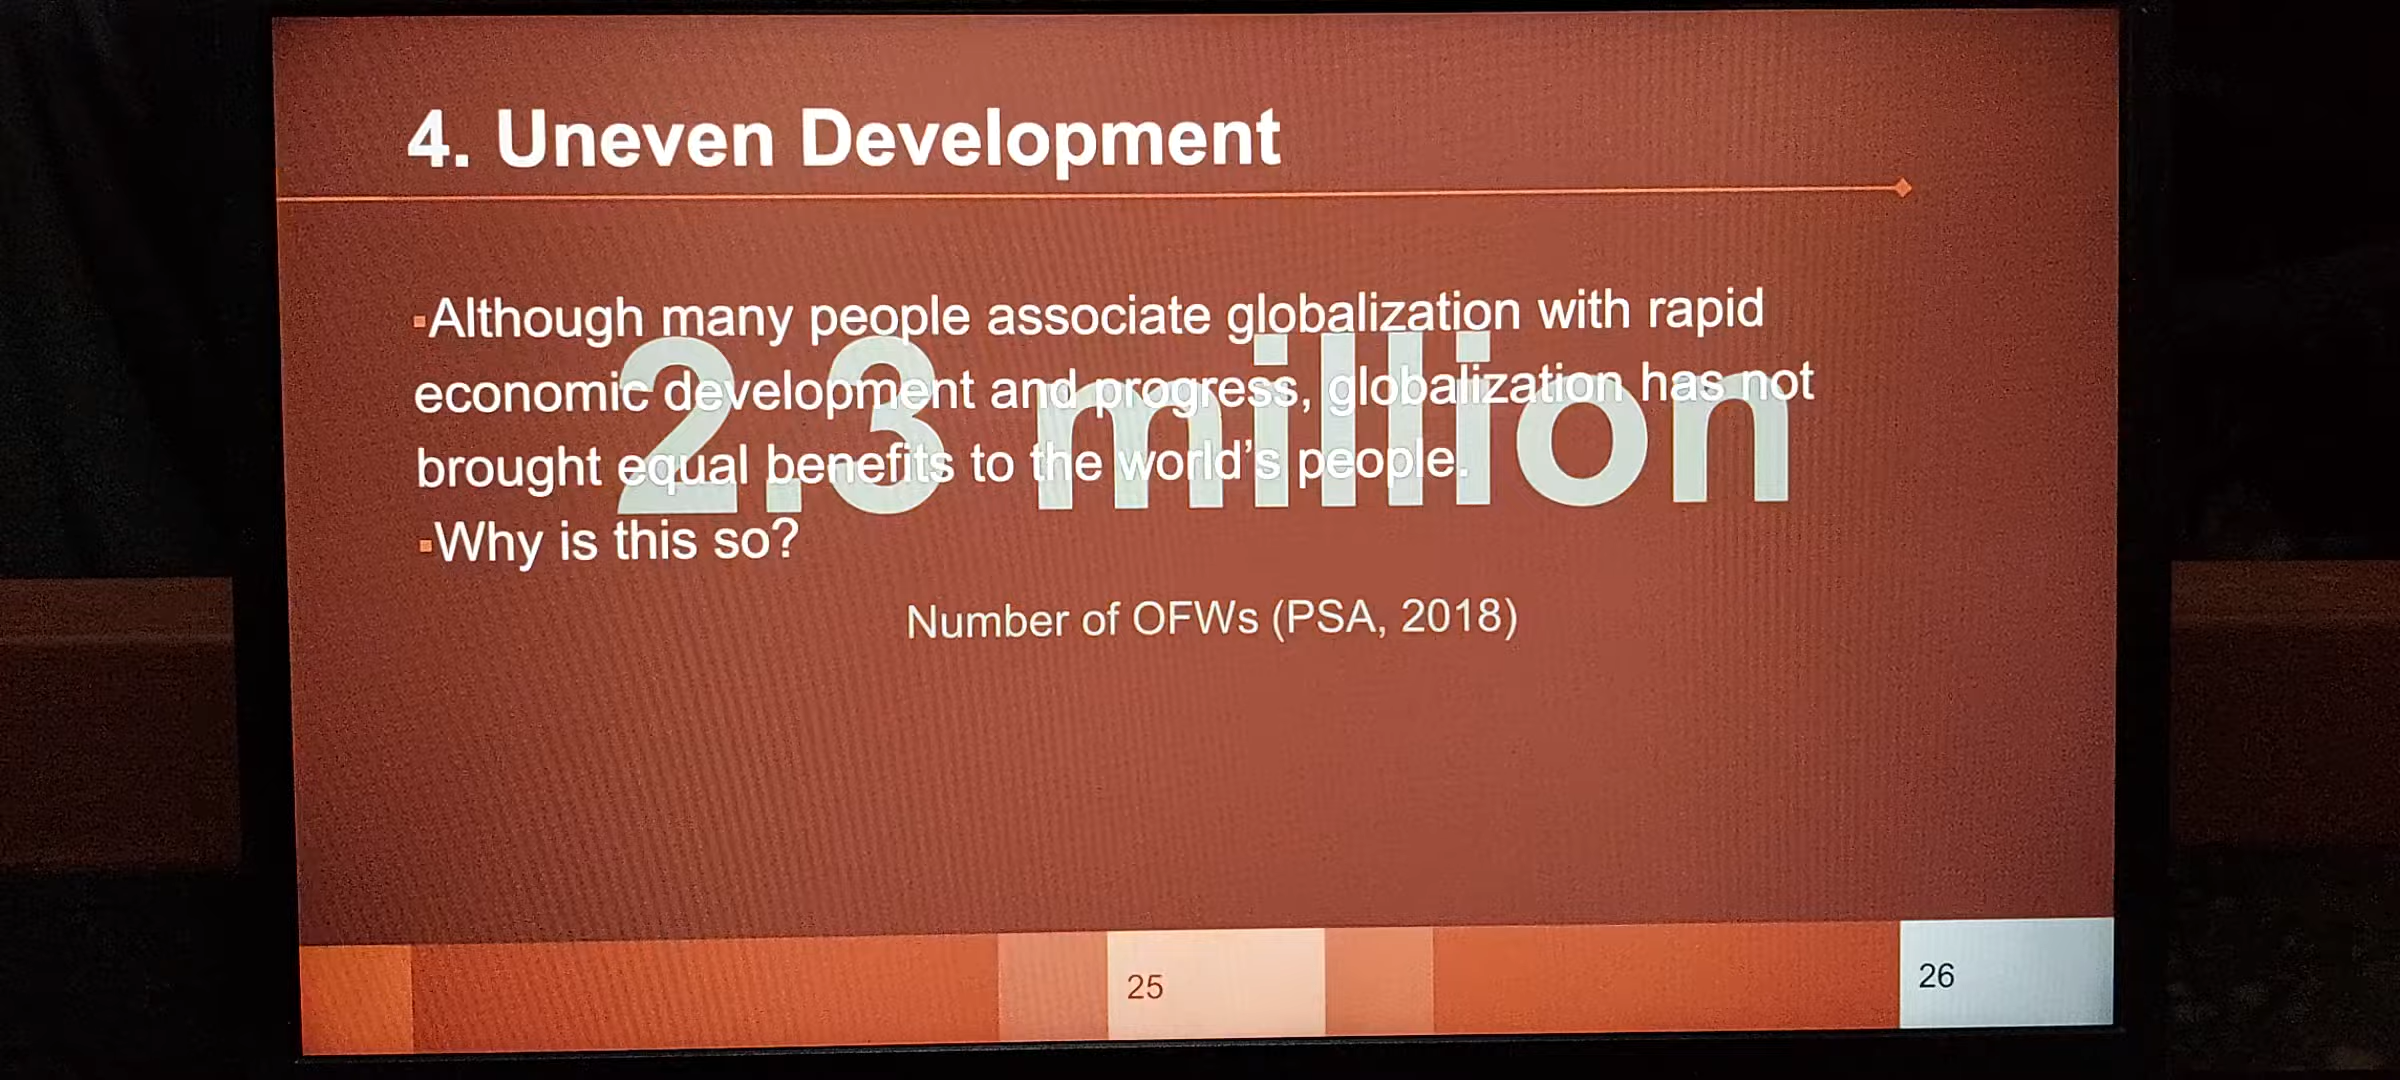 4. Uneven Development
▪Although many people associate globalization with rapid
economic development and progress, globalization has not
brought equal benefits to the world’s people.
▪Why is this so?
2.3 million
Number of OFWs (PSA, 2018)
25
26